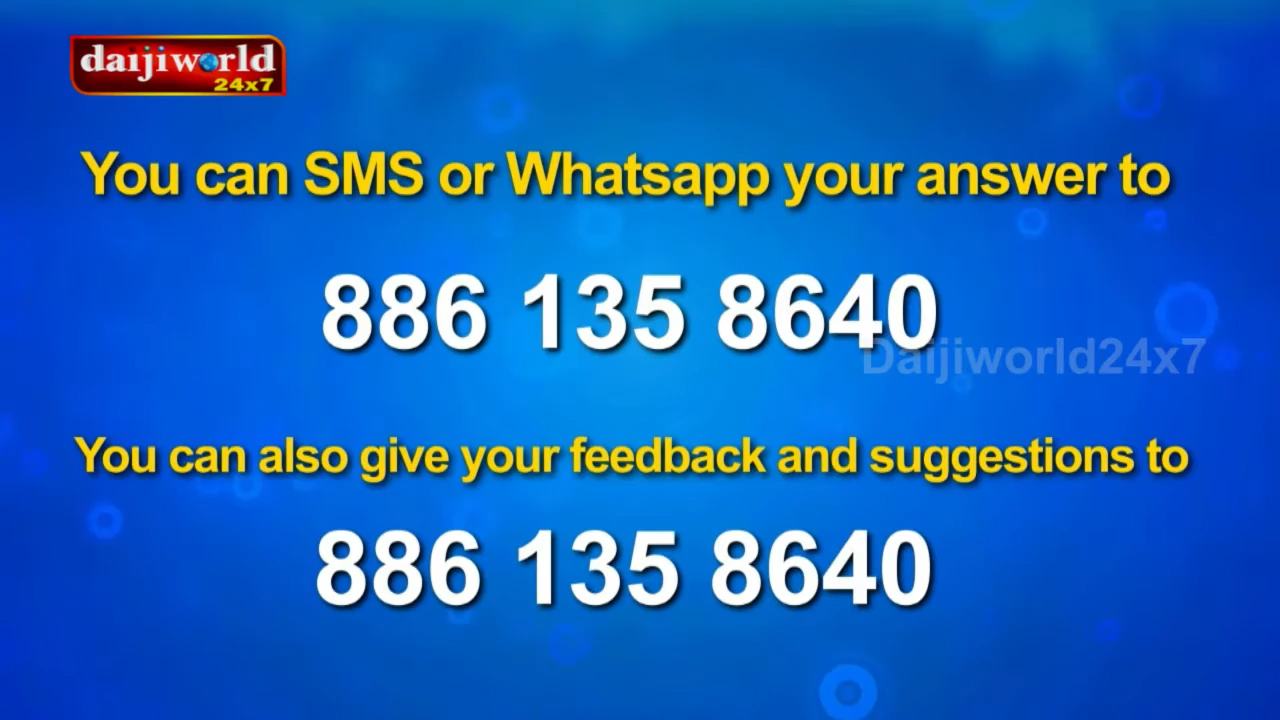 daijiworld
24x7
You can SMS or Whatsapp your answer to
886 135 8640
Daijiworld24x7
You can also give your feedback and suggestions to
886 135 8640